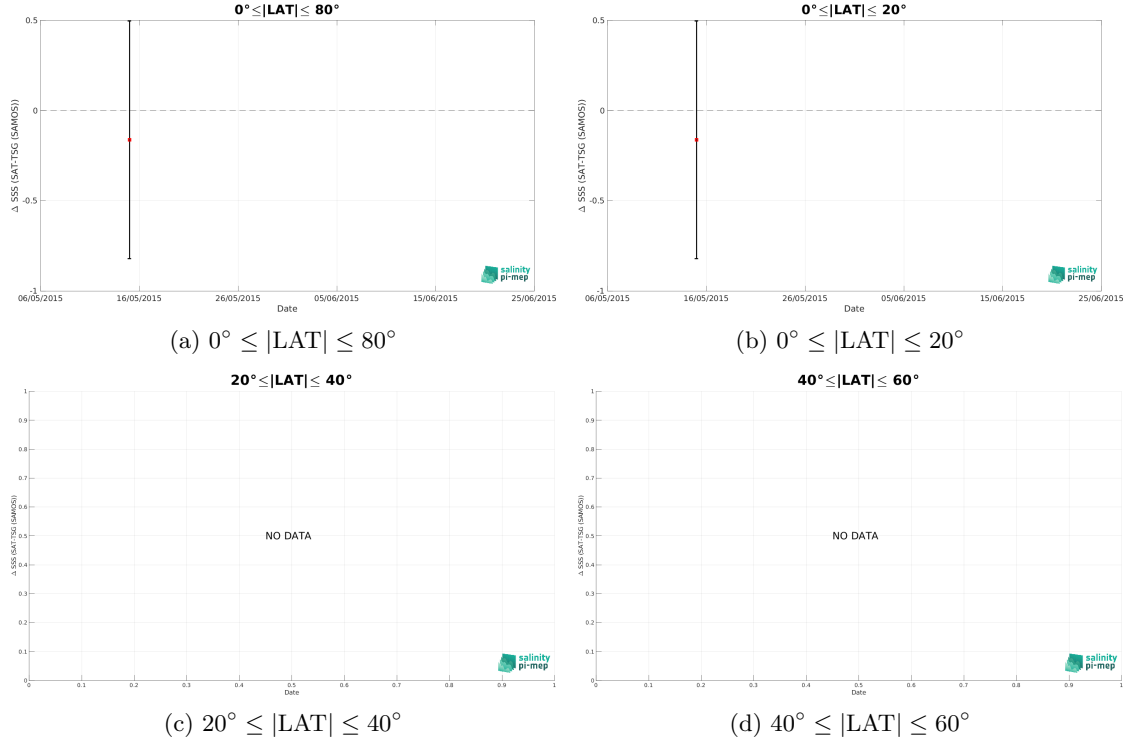 0°≤|LAT|≤ 80°
Δ SSS (SAT-TSG (SAMOS))
0.5
0
-0.5
-1
06/05/2015 16/05/2015 26/05/2015 05/06/2015 15/06/2015 25/06/2015
Date
salinity
pi-mep
(a) 0° ≤ |LAT| ≤ 80°
0°≤|LAT|≤ 20°
Δ SSS (SAT-TSG (SAMOS))
0.5
0
-0.5
-1
06/05/2015 16/05/2015 26/05/2015 05/06/2015 15/06/2015 25/06/2015
Date
salinity
pi-mep
(b) 0° ≤ |LAT| ≤ 20°
20°≤|LAT|≤ 40°
Δ SSS (SAT-TSG (SAMOS))
1
0.9
0.8
0.7
0.6
0.5
0.4
0.3
0.2
0.1
0
NO DATA
0 0.1 0.2 0.3 0.4 0.5 0.6 0.7 0.8 0.9 1
Date
salinity
pi-mep
(c) 20° ≤ |LAT| ≤ 40°
40°≤|LAT|≤ 60°
Δ SSS (SAT-TSG (SAMOS))
1
0.9
0.8
0.7
0.6
0.5
0.4
0.3
0.2
0.1
0
NO DATA
0 0.1 0.2 0.3 0.4 0.5 0.6 0.7 0.8 0.9 1
Date
salinity
pi-mep
(d) 40° ≤ |LAT| ≤ 60°